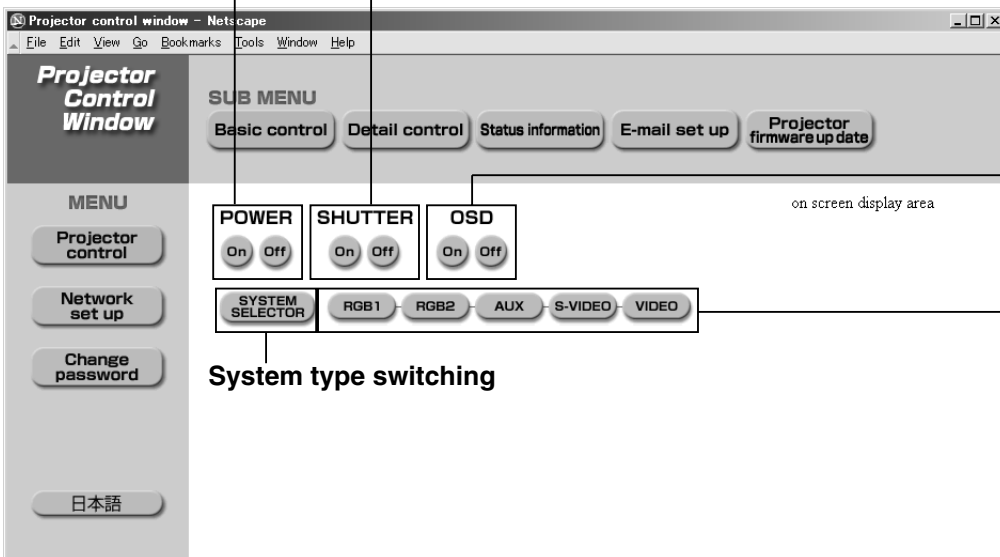 Projector control window - Netscape
File Edit View Go Bookmarks Tools Window Help
Projector
Control
Window
SUB MENU
Basic control Detail control Status information E-mail set up Projector firmware up date
MENU
Projector
control
Network
set up
Change
password
日本語
on screen display area
POWER SHUTTER OSD
On Off On Off On Off
SYSTEM
SELECTOR
RGB1 RGB2 AUX S-VIDEO VIDEO
System type switching